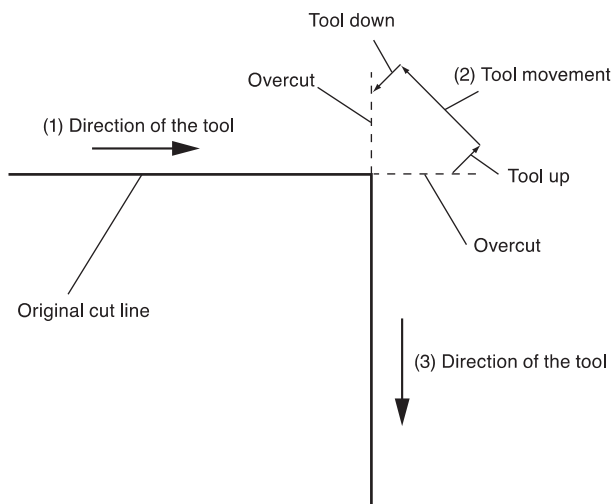 Tool down
(2) Tool movement
Overcut
(1) Direction of the tool
Tool up
Overcut
Original cut line
(3) Direction of the tool